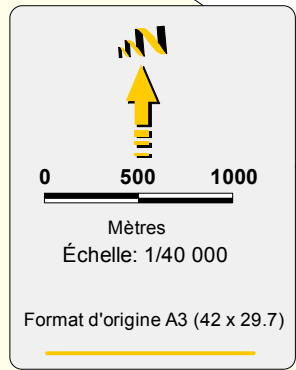 N
0 500 1000
Mètres
Échelle: 1/40 000
Format d'origine A3 (42 x 29.7)